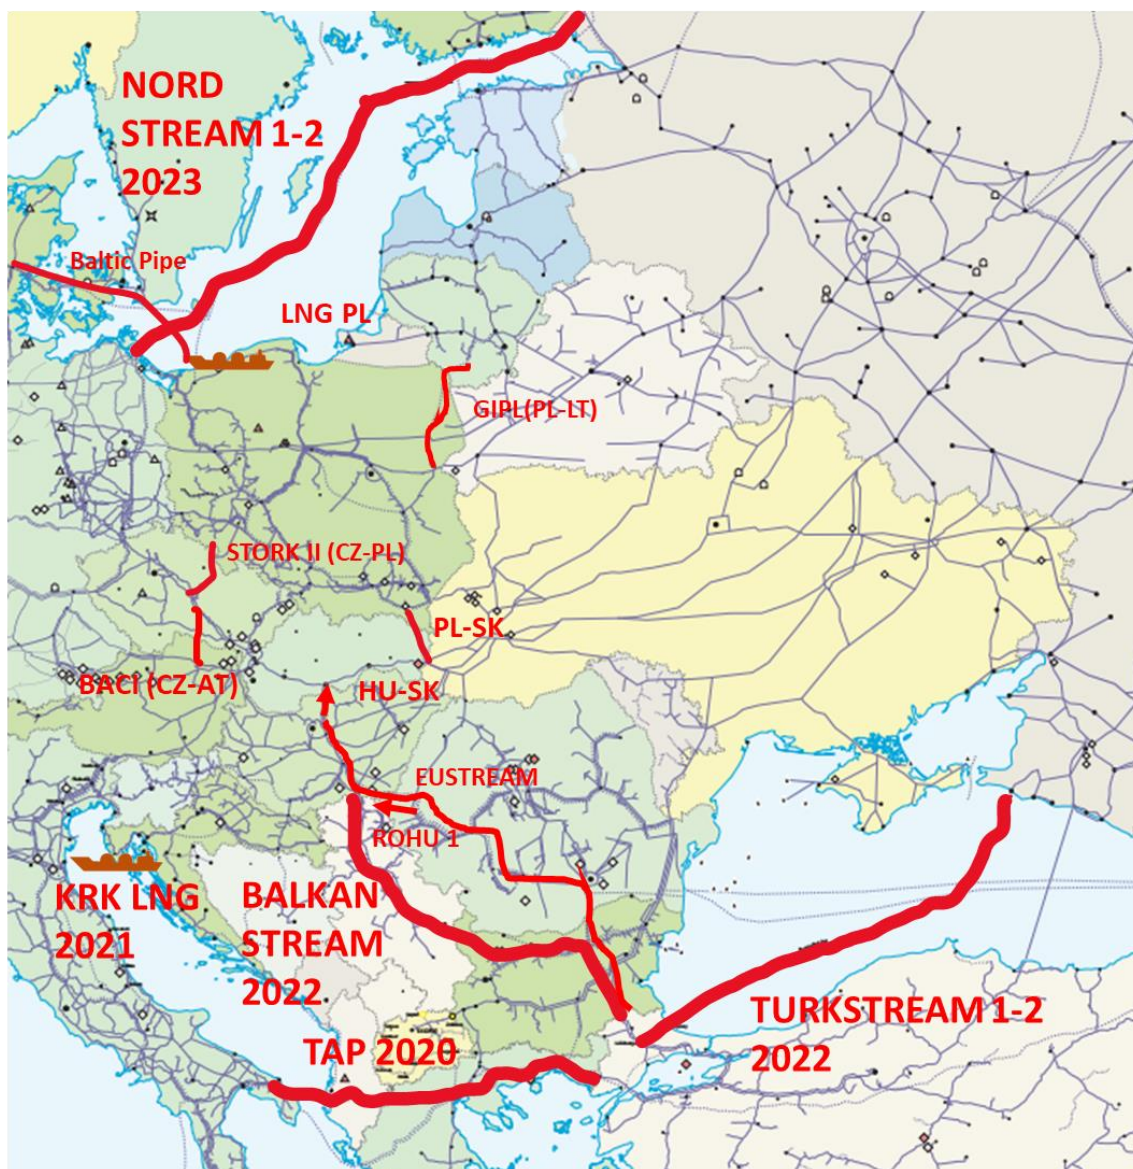 NORD
STREAM 1-2
2023
Baltic Pipe
LNG PL
GIPL(PL-LT)
STORK II (CZ-PL)
PL-SK
BACI (CZ-AT)
HU-SK
EUSTREAM
ROHU 1
KRK LNG
2021
BALKAN
STREAM
2022
TAP 2020
TURKSTREAM 1-2
2022